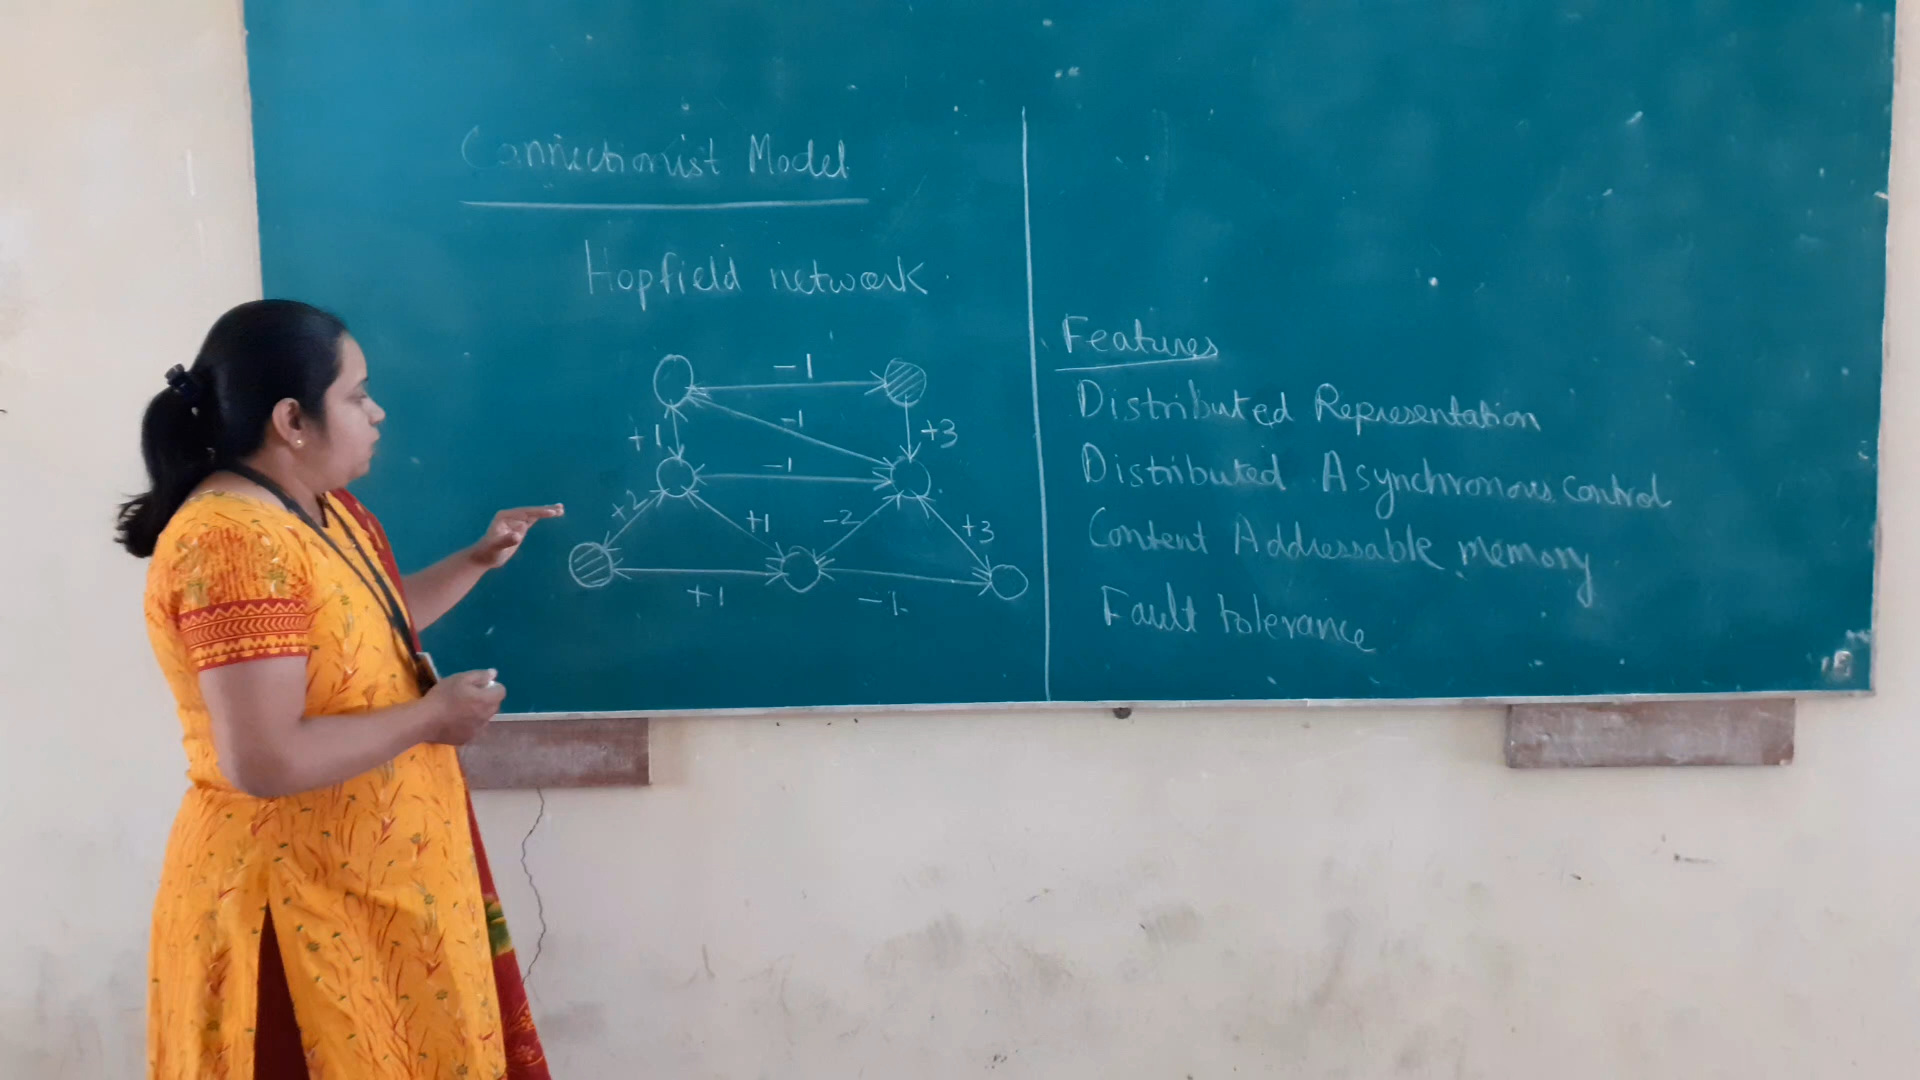 Connectionist Model
Hopfield network
-1
-1
+1
+3
-1
+2
+1
-2
+3
+1
-1
Features
Distributed Representation
Distributed Asynchronous Control
Content Addressable memory
Fault tolerance